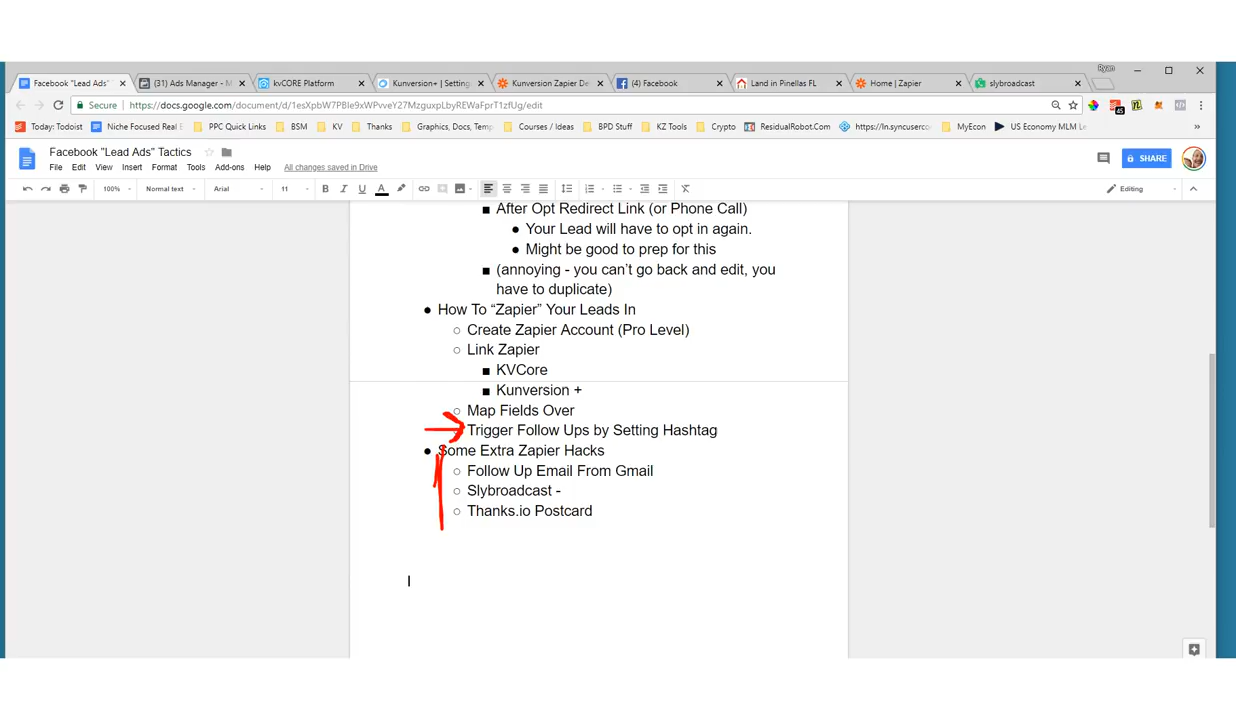 Ryan
Facebook "Lead Ads"
(31) Ads Manager - M
kvCORE Platform
Kunversion+ | Setting
Kunversion Zapier De
(4) Facebook
Land in Pinellas FL
Home | Zapier
slybroadcast
Secure
https://docs.google.com/document/d/1esXpbW7PBIe9xWPvveY27MzguxpLbyREWaFprT1zfUg/edit
45
Today: Todoist
Niche Focused Real E
PPC Quick Links
BSM
KV
Thanks
Graphics, Docs, Temp
Courses / Ideas
BPD Stuff
KZ Tools
Crypto
ResidualRobot.Com
https://ln.syncuserco
MyEcon
US Economy MLM Le
Facebook "Lead Ads" Tactics
File Edit View Insert Format Tools Add-ons Help All changes saved in Drive
SHARE
100% Normal text Arial 11 B I U A Editing
After Opt Redirect Link (or Phone Call)
Your Lead will have to opt in again.
Might be good to prep for this
(annoying - you can't go back and edit, you
have to duplicate)
How To “Zapier” Your Leads In
Create Zapier Account (Pro Level)
Link Zapier
KVCore
Kunversion +
Map Fields Over
Trigger Follow Ups by Setting Hashtag
Some Extra Zapier Hacks
Follow Up Email From Gmail
Slybroadcast -
Thanks.io Postcard